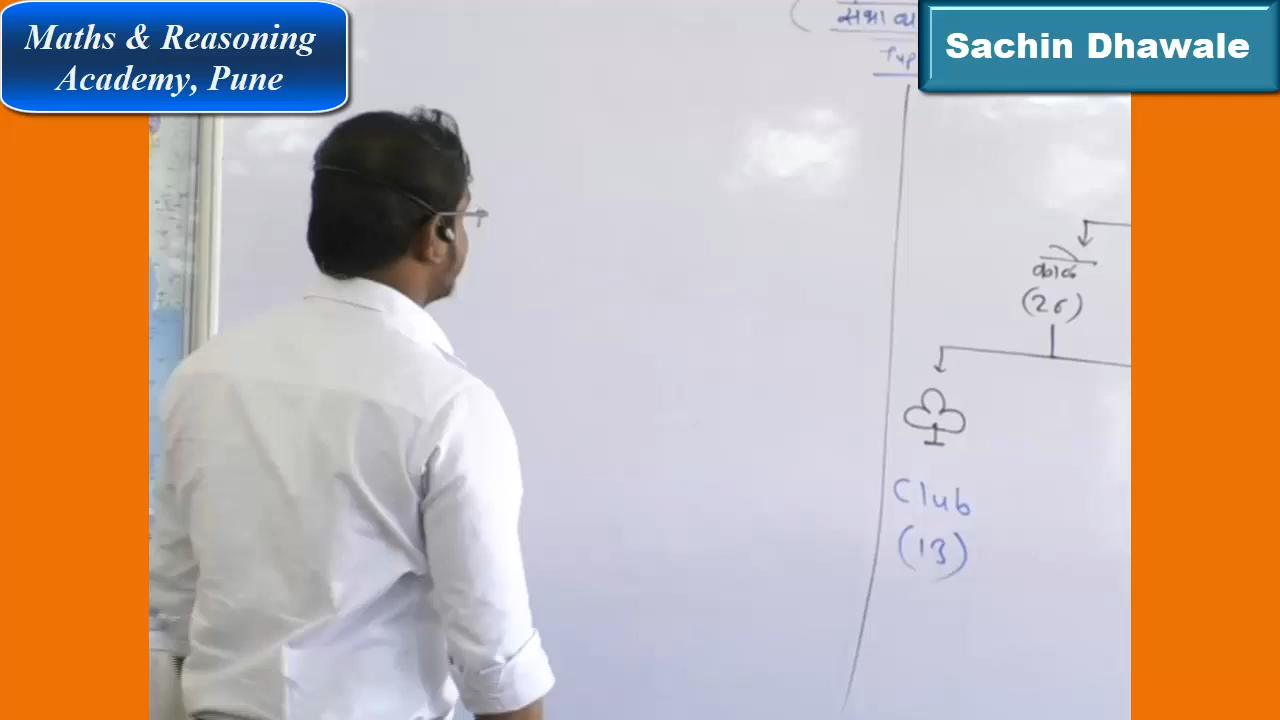 Maths & Reasoning
Academy, Pune
Sachin Dhawale
(26)
Club
(13)